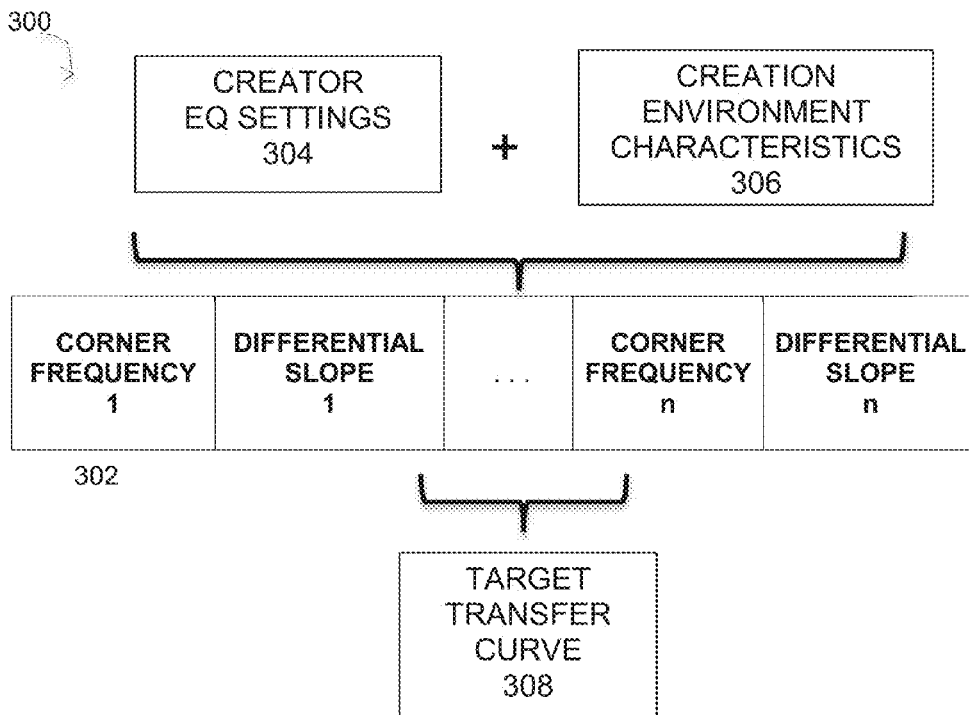 300
CREATOR
EQ SETTINGS
304
+
CREATION
ENVIRONMENT
CHARACTERISTICS
306
CORNER
FREQUENCY
1
DIFFERENTIAL
SLOPE
1
...
CORNER
FREQUENCY
n
DIFFERENTIAL
SLOPE
n
302
TARGET
TRANSFER
CURVE
308